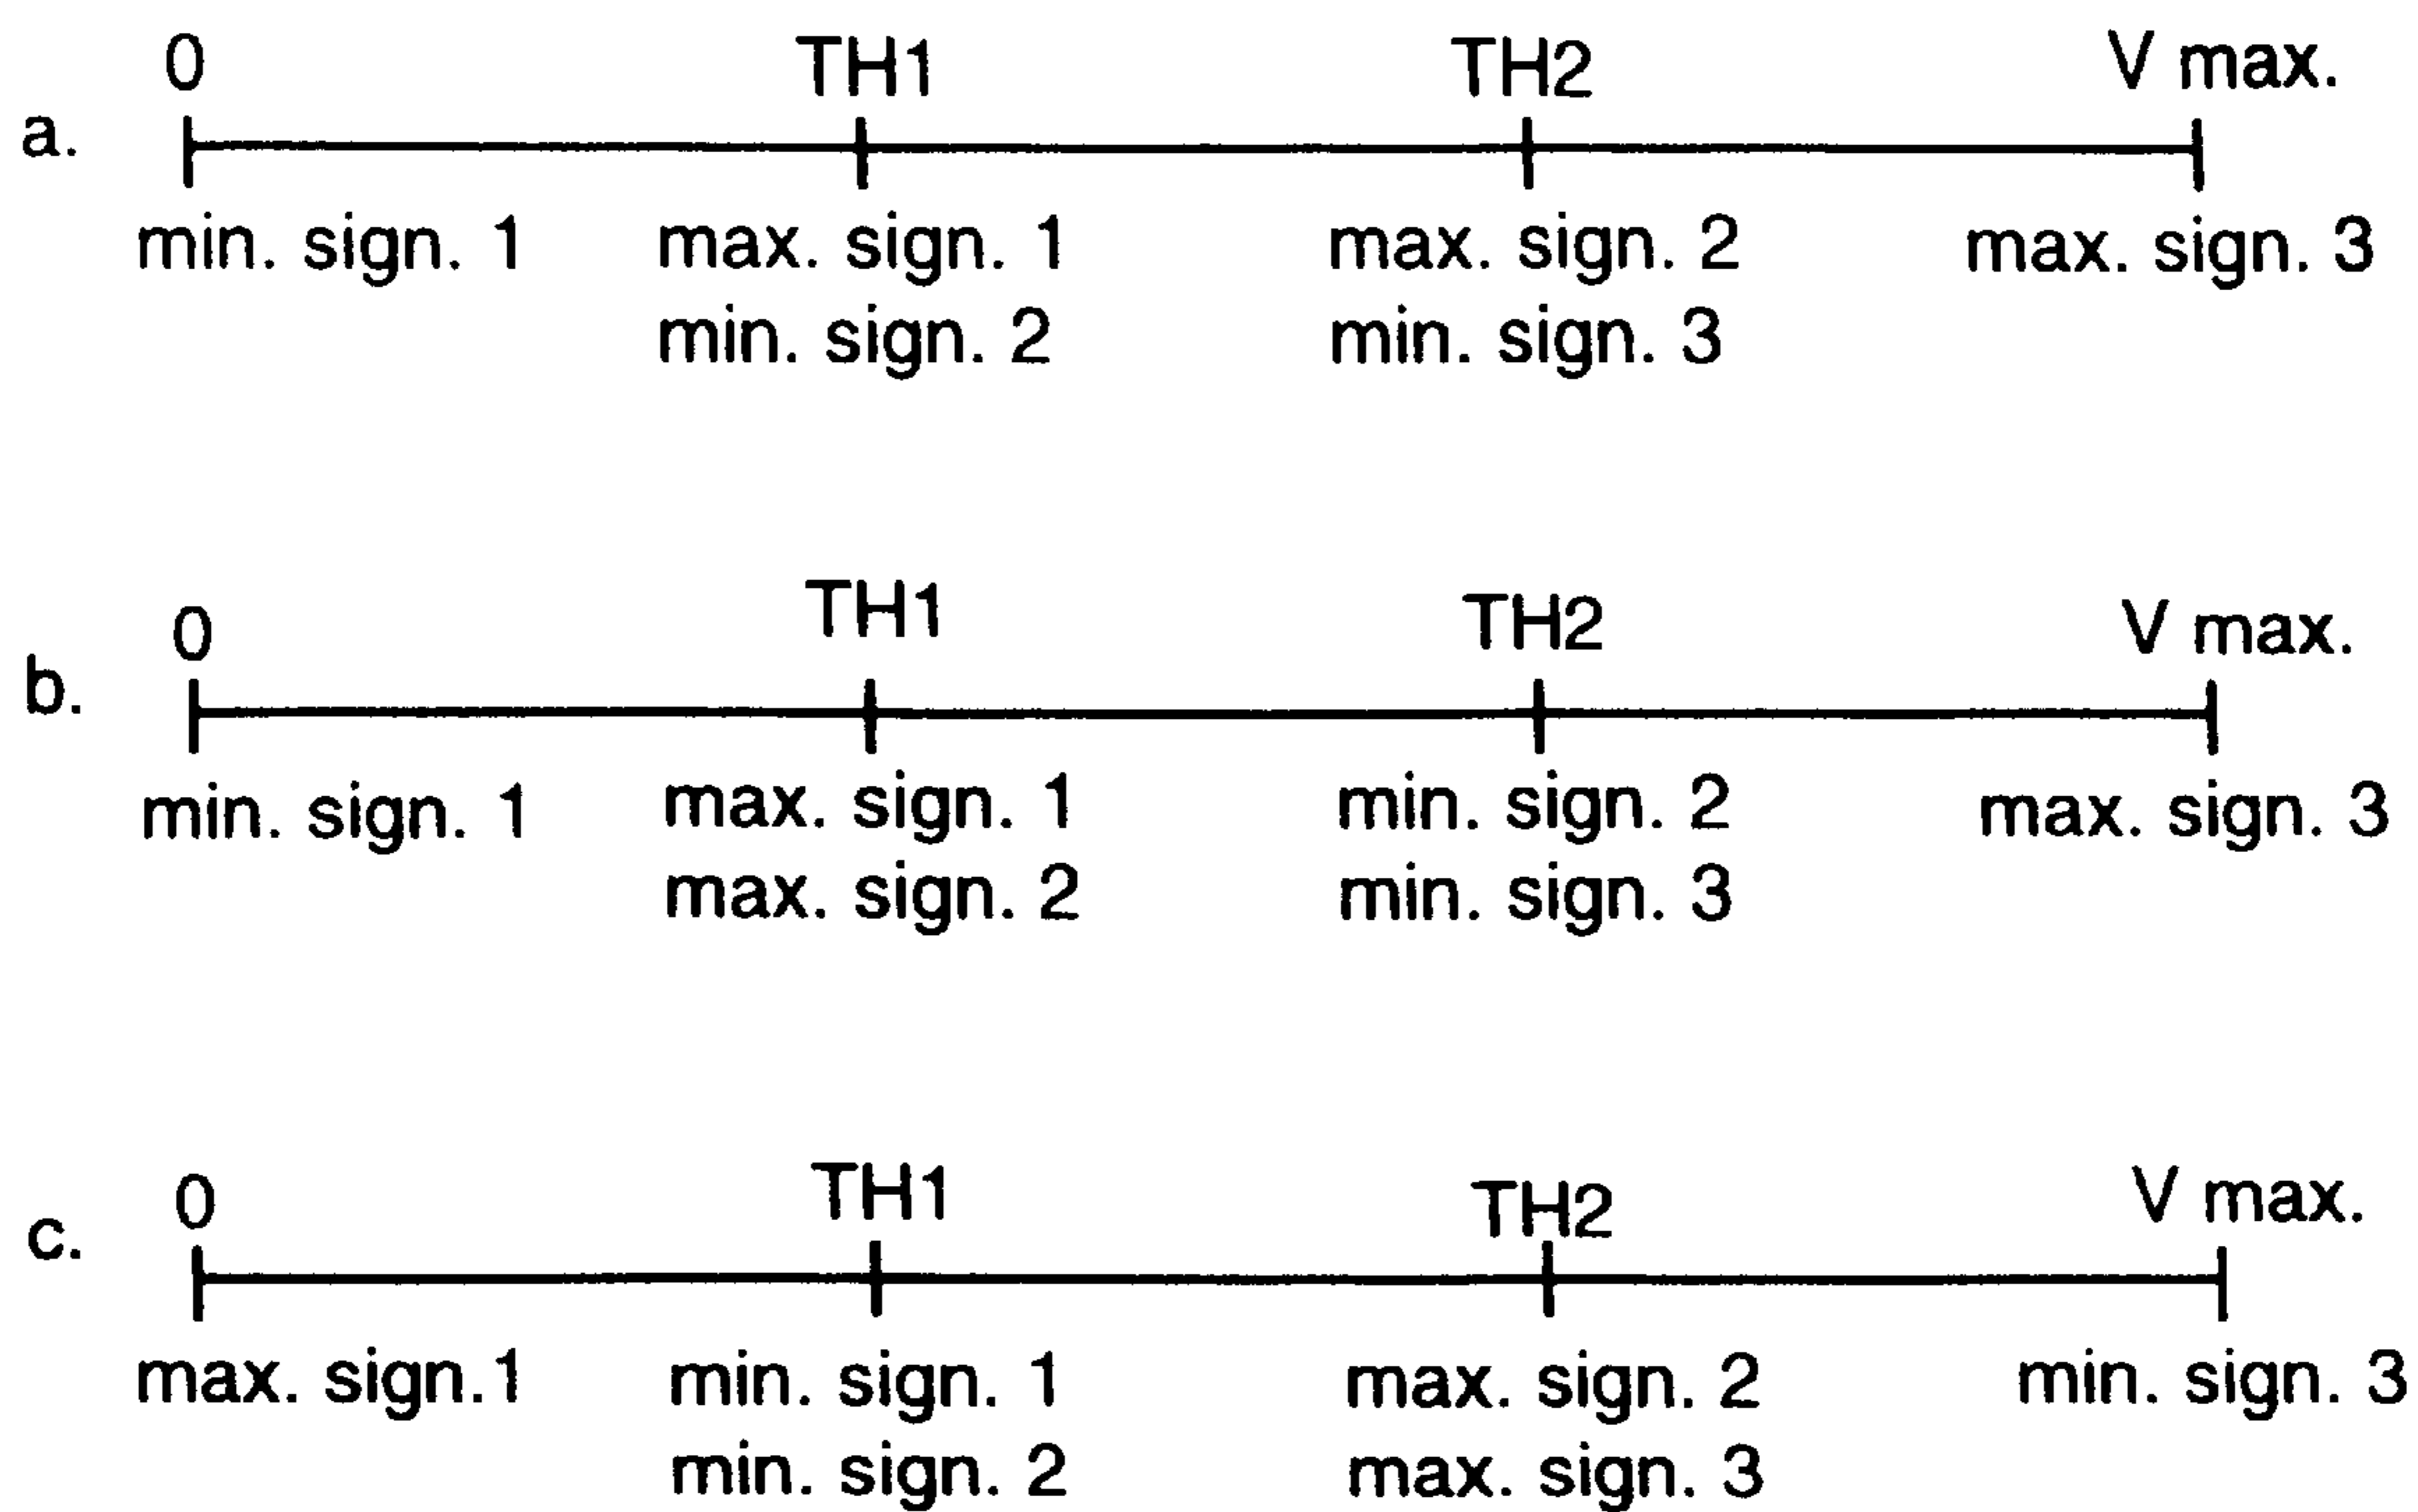 0 TH1 TH2 V max.
a.
min. sign. 1 max. sign. 1 max. sign. 2 max. sign. 3
min. sign. 2 min. sign. 3
0 TH1 TH2 V max.
b.
min. sign. 1 max. sign. 1 min. sign. 2 max. sign. 3
max. sign. 2 min. sign. 3
0 TH1 TH2 V max.
c.
max. sign.1 min. sign. 1 max. sign. 2 min. sign. 3
min. sign. 2 max. sign. 3